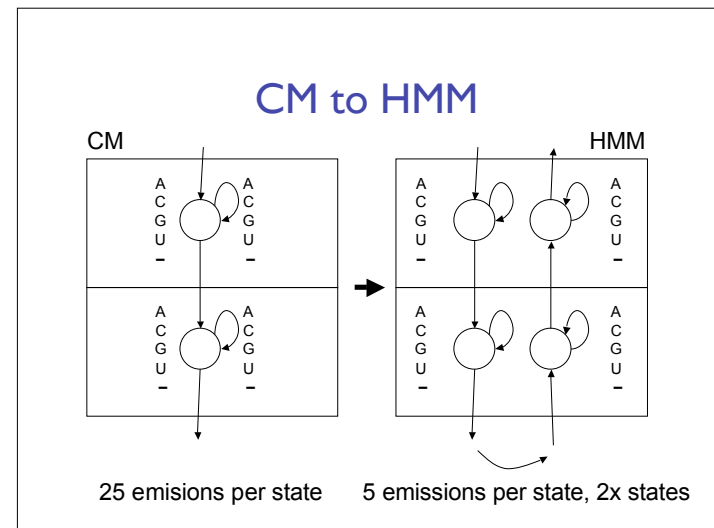 CM to HMM
CM
A
C
G
U
–
A
C
G
U
–
A
C
G
U
–
A
C
G
U
–
HMM
A
C
G
U
–
A
C
G
U
–
A
C
G
U
–
A
C
G
U
–
25 emisions per state
5 emissions per state, 2x states